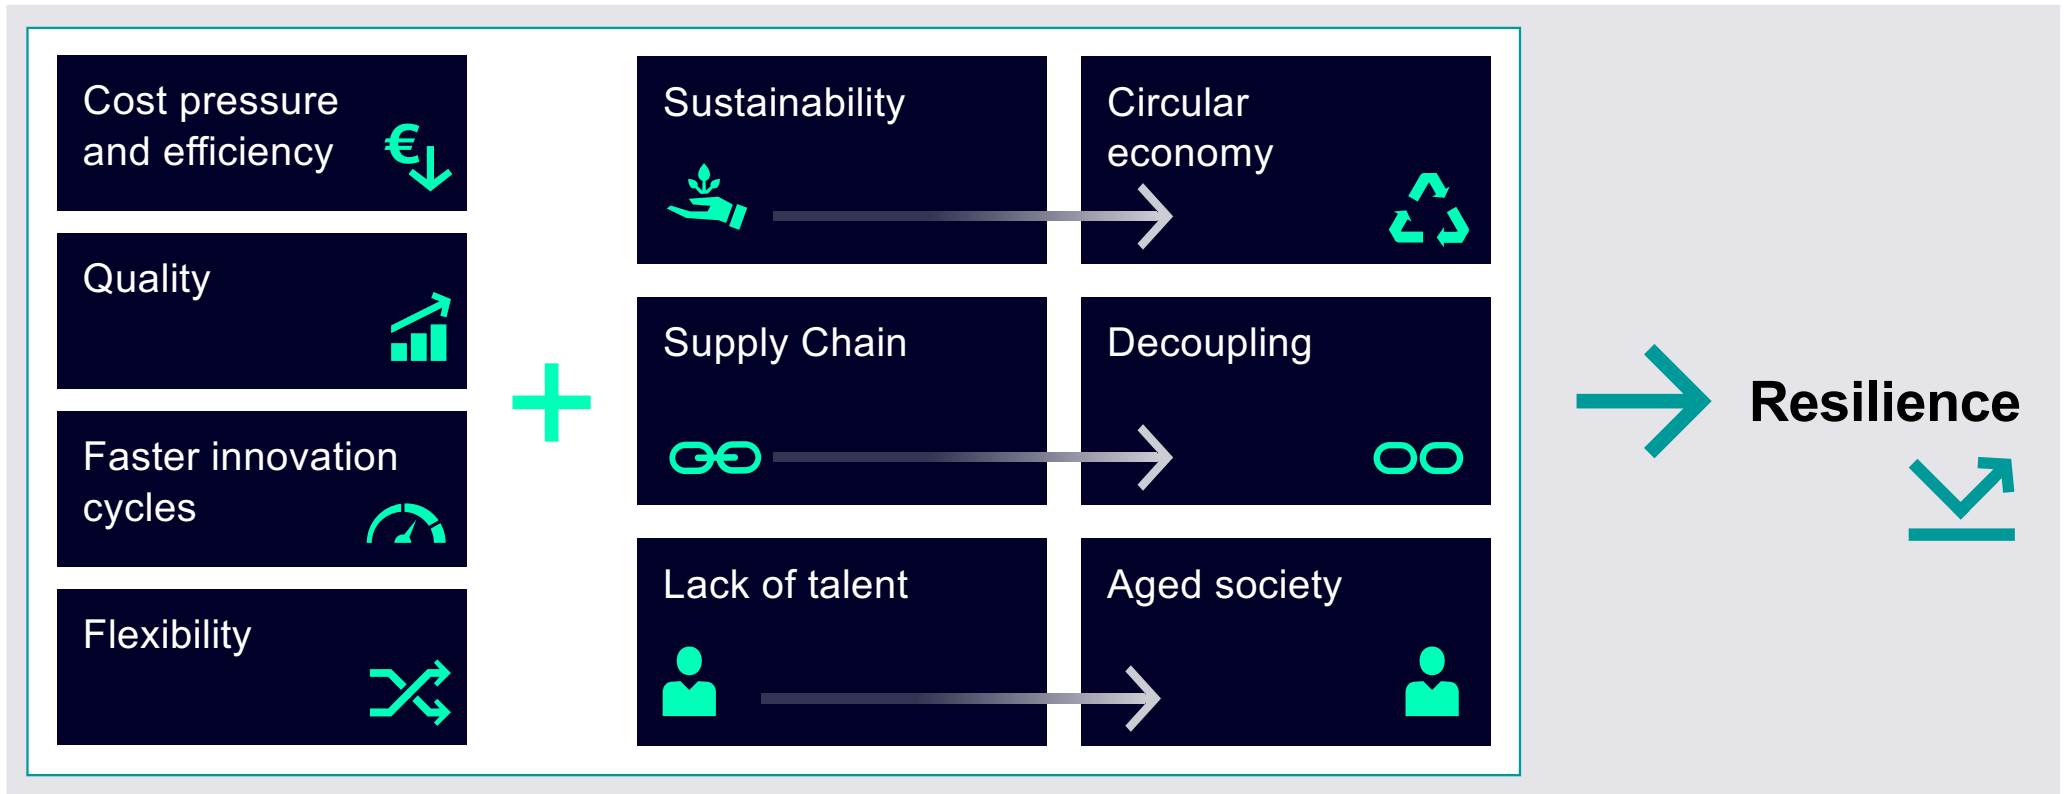 Cost pressure
and efficiency
€
Quality
Faster innovation
cycles
Flexibility
Sustainability
Circular
economy
Supply Chain
Decoupling
Lack of talent
Aged society
Resilience